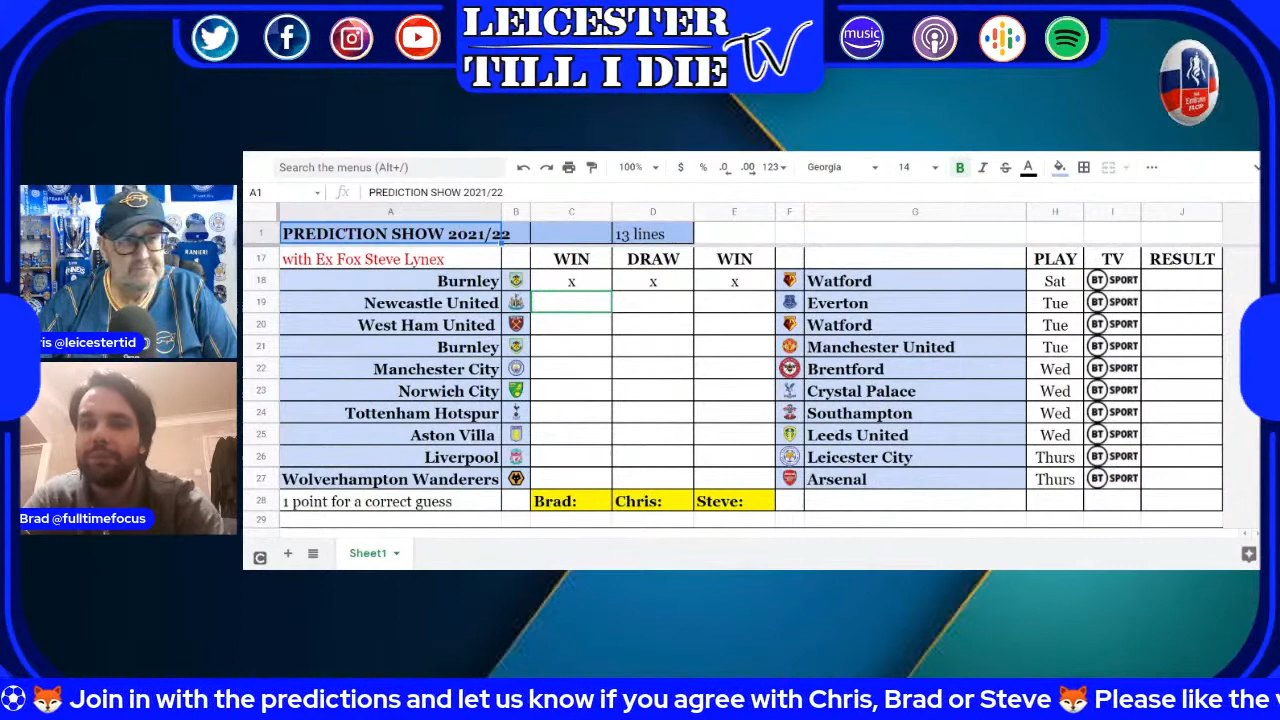 LEICESTER
TILL I DIE TV
music
Search the menus (Alt+/)
100% $ % .0 .00 123 Georgia 14 B I S A
A1 fx PREDICTION SHOW 2021/22
A B C D E F G H I J
1 PREDICTION SHOW 2021/22 13 lines
17 with Ex Fox Steve Lynex WIN DRAW WIN PLAY TV RESULT
18 Burnley x x x Watford Sat BT SPORT
19 Newcastle United Everton Tue BT SPORT
20 West Ham United Watford Tue BT SPORT
21 Burnley Manchester United Tue BT SPORT
22 Manchester City Brentford Wed BT SPORT
23 Norwich City Crystal Palace Wed BT SPORT
24 Tottenham Hotspur Southampton Wed BT SPORT
25 Aston Villa Leeds United Wed BT SPORT
26 Liverpool Leicester City Thurs BT SPORT
27 Wolverhampton Wanderers Arsenal Thurs BT SPORT
28 1 point for a correct guess Brad: Chris: Steve:
29
Sheet1
RANIERI
ris @leicestertid
Brad @fulltimefocus
Join in with the predictions and let us know if you agree with Chris, Brad or Steve Please like the v